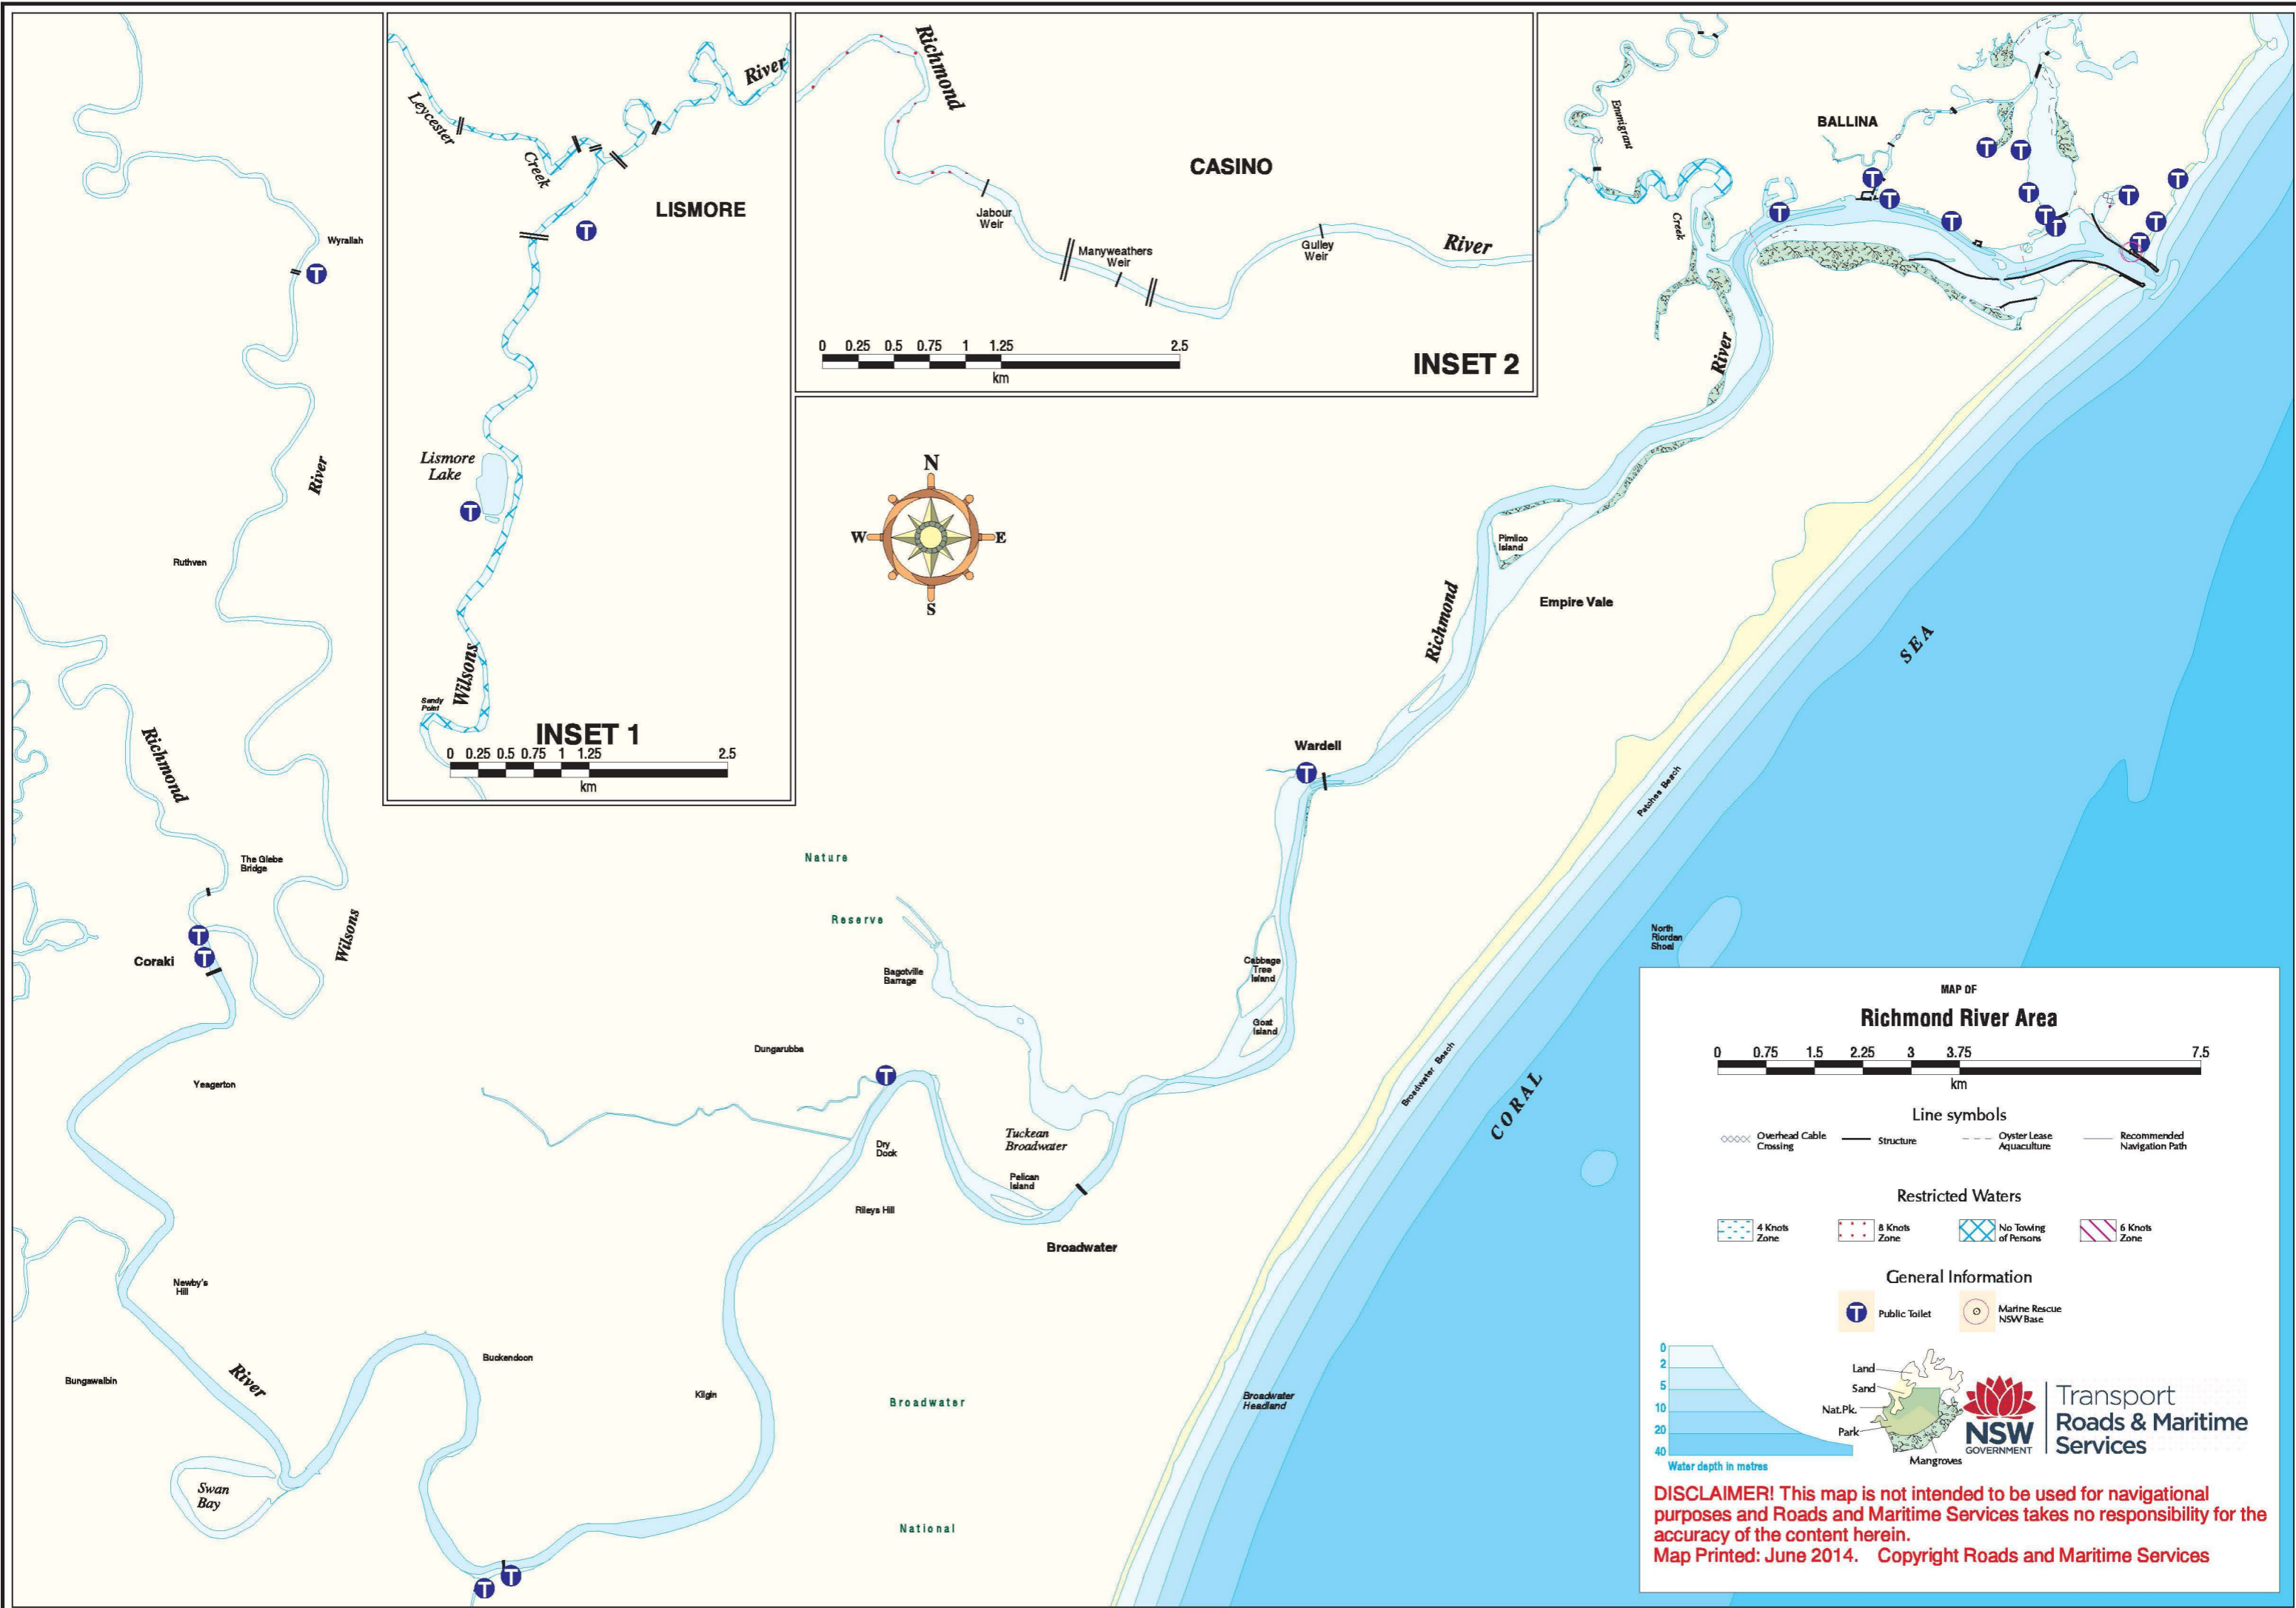 Wyrallah
River
Ruthven
Richmond
The Glebe
Bridge
Wilsons
Coraki
Yeagerton
Newby's
Hill
Bungawalbin
River
Swan
Bay
Buckendoon
Kilgin
Leycester
Creek
River
LISMORE
Lismore
Lake
Wilsons
Sandy
Point
INSET 1
0 0.25 0.5 0.75 1 1.25 2.5
km
Richmond
CASINO
Jabour
Weir
Manyweathers
Weir
Gulley
Weir
River
0 0.25 0.5 0.75 1 1.25 2.5
km
INSET 2
N
W E
S
Emmigrant
Creek
BALLINA
River
Pimlico
Island
Empire Vale
Richmond
Wardell
Patches Beach
SEA
Nature
Reserve
Bagotville
Barrage
Cabbage
Tree
Island
Goat
Island
Dungarubba
Tuckean
Broadwater
Dry
Dock
Pelican
Island
Rileys Hill
Broadwater
Broadwater Beach
CORAL
North
Riordan
Shoal
Broadwater
Headland
Broadwater
National
MAP OF
Richmond River Area
0 0.75 1.5 2.25 3 3.75 7.5
km
Line symbols
Overhead Cable
Crossing
Structure
Oyster Lease
Aquaculture
Recommended
Navigation Path
Restricted Waters
4 Knots
Zone
8 Knots
Zone
No Towing
of Persons
6 Knots
Zone
General Information
T Public Toilet
Marine Rescue
NSW Base
0
2
5
10
20
40
Water depth in metres
Land
Sand
Nat.Pk.
Park
Mangroves
NSW
GOVERNMENT
Transport
Roads & Maritime
Services
DISCLAIMER! This map is not intended to be used for navigational
purposes and Roads and Maritime Services takes no responsibility for the
accuracy of the content herein.
Map Printed: June 2014. Copyright Roads and Maritime Services